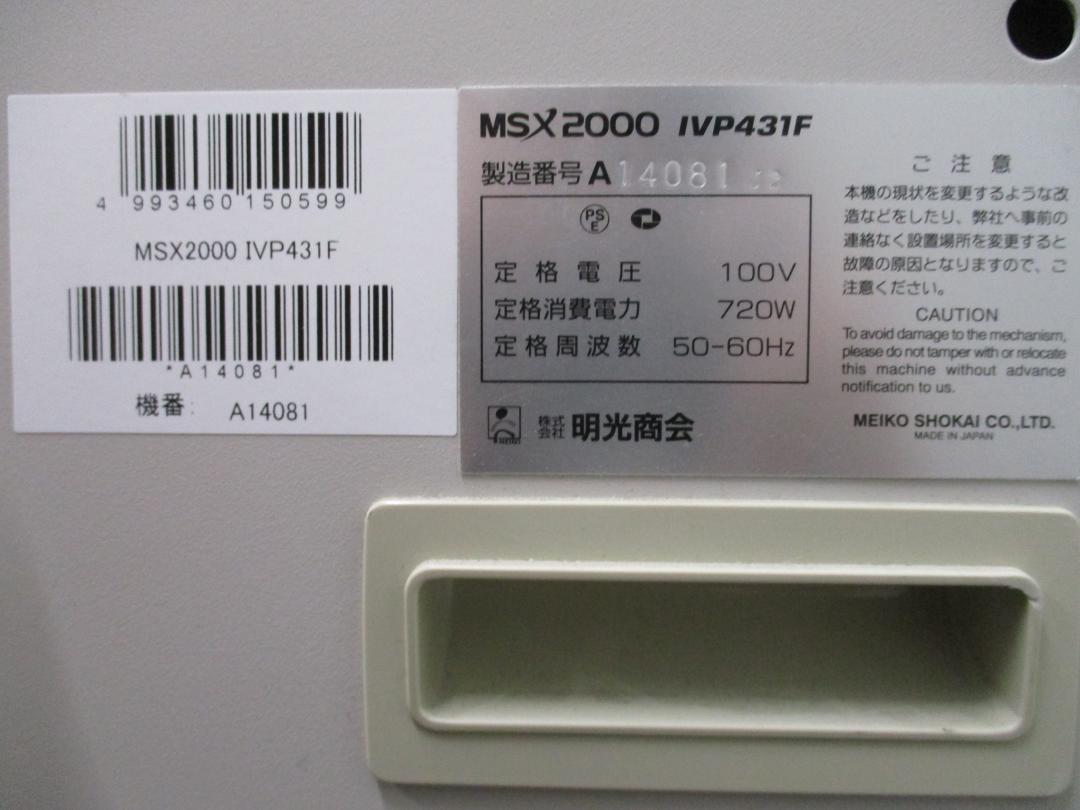 4 993460 150599
MSX2000 IVP431F
*A14081*
機番: A14081
MSX2000 IVP431F
製造番号 A14081
PS
E
定格電圧 100V
定格消費電力 720W
定格周波数 50-60Hz
株式
会社 明光商会
ご注意
本機の現状を変更するような改
造などをしたり、弊社へ事前の
連絡なく設置場所を変更すると
故障の原因となりますので、ご
注意ください。
CAUTION
To avoid damage to the mechanism,
please do not tamper with or relocate
this machine without advance
notification to us.
MEIKO SHOKAI CO.,LTD.
MADE IN JAPAN